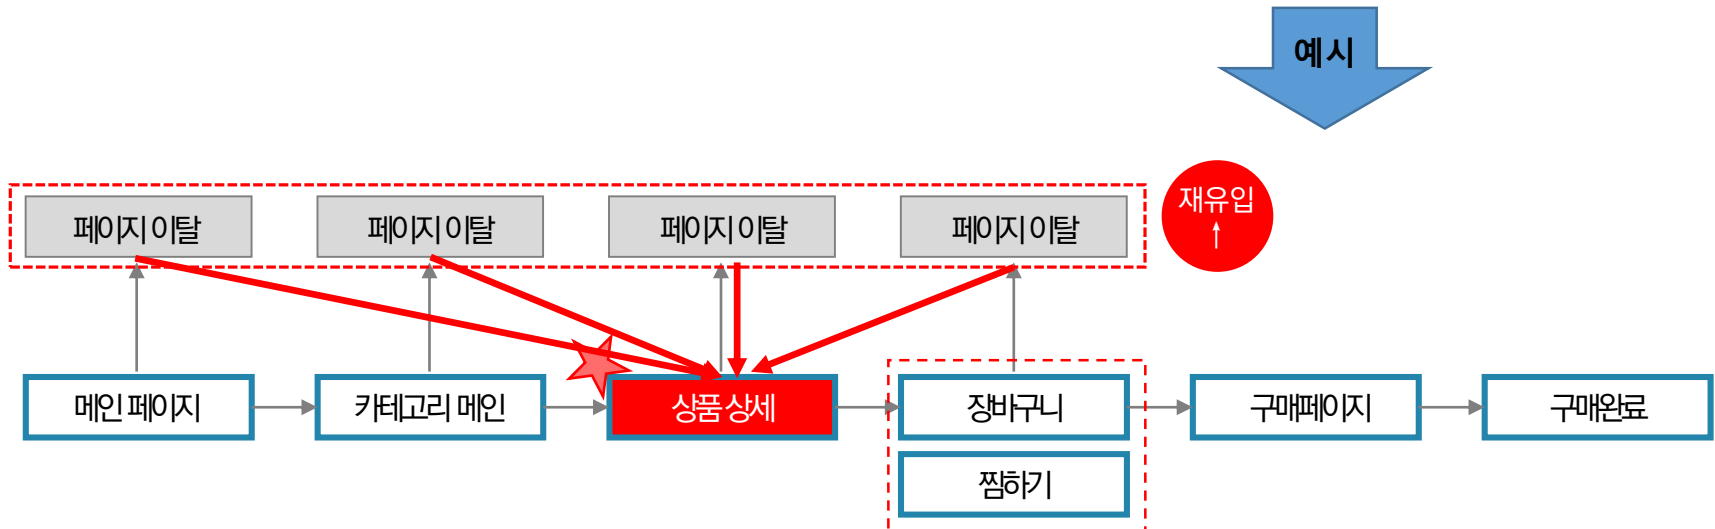 예시
페이지 이탈
페이지 이탈
페이지 이탈
페이지 이탈
재유입
↑
메인 페이지
카테고리 메인
상품 상세
장바구니
구매페이지
구매완료
찜하기